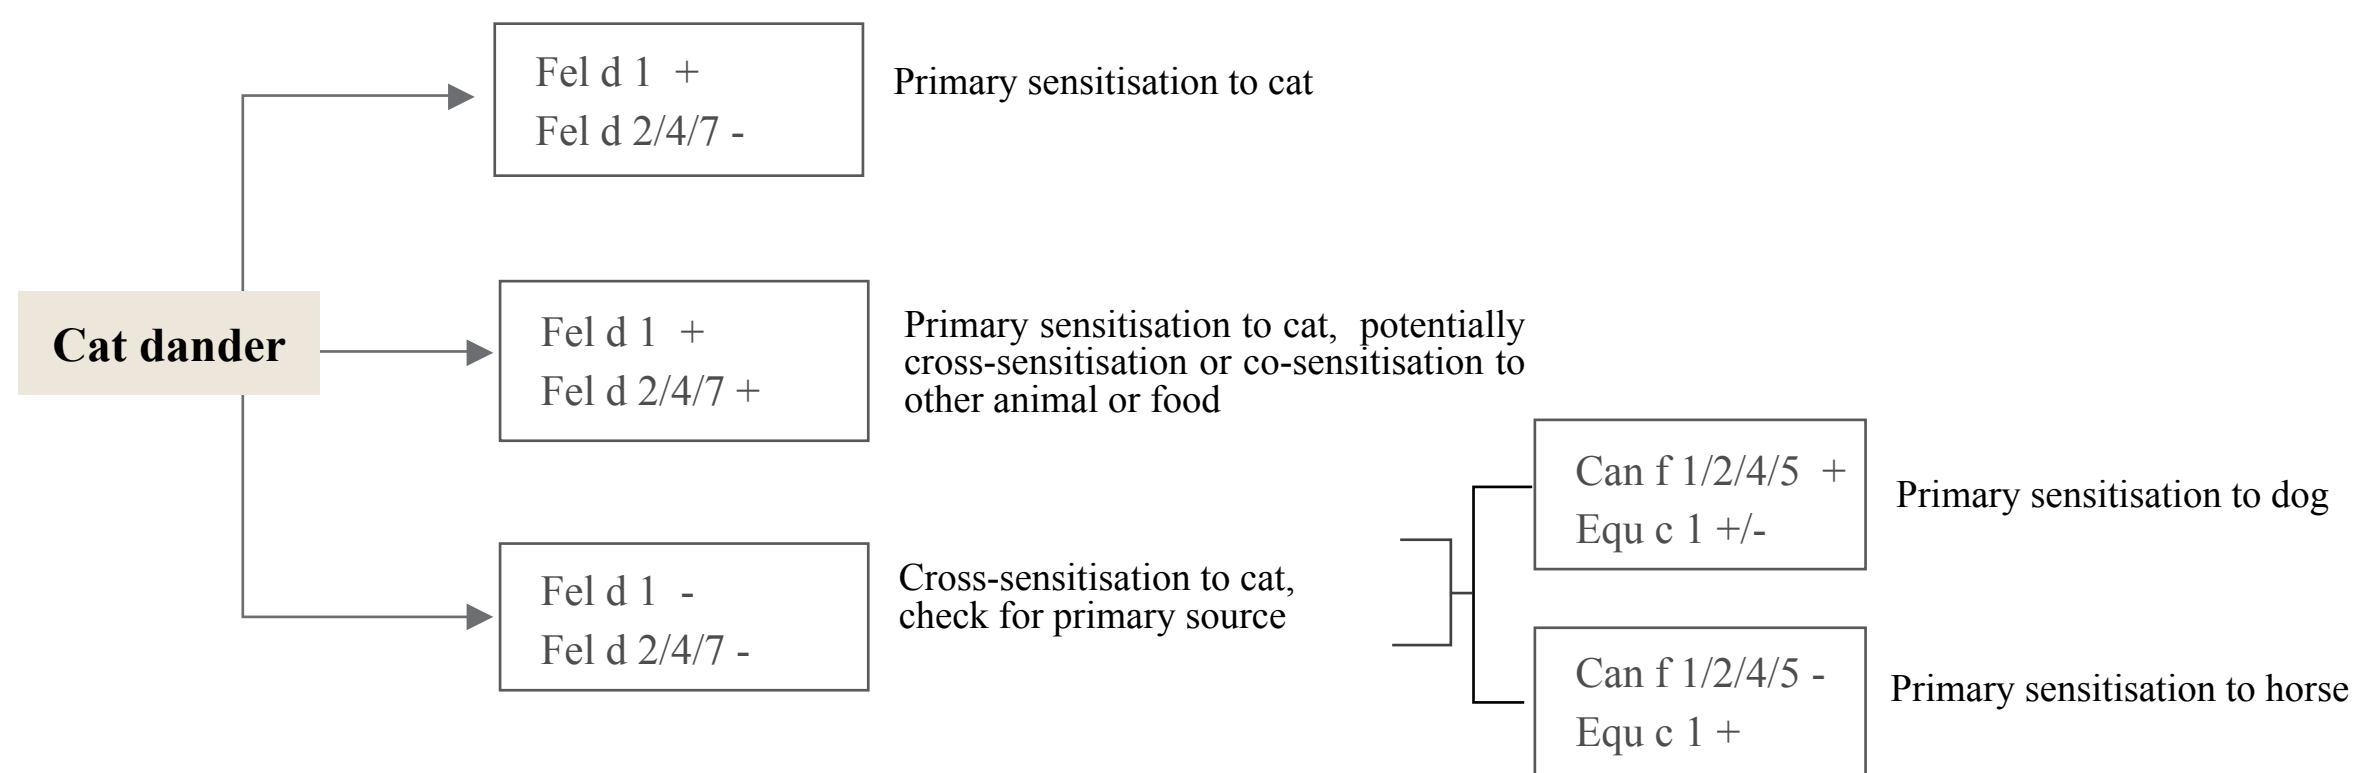 Fel d 1 +
Fel d 2/4/7 -
Primary sensitisation to cat
Cat dander
Fel d 1 +
Fel d 2/4/7 +
Primary sensitisation to cat, potentially
cross-sensitisation or co-sensitisation to
other animal or food
Fel d 1 -
Fel d 2/4/7 -
Cross-sensitisation to cat,
check for primary source
Can f 1/2/4/5 +
Equ c 1 +/-
Primary sensitisation to dog
Can f 1/2/4/5 -
Equ c 1 +
Primary sensitisation to horse